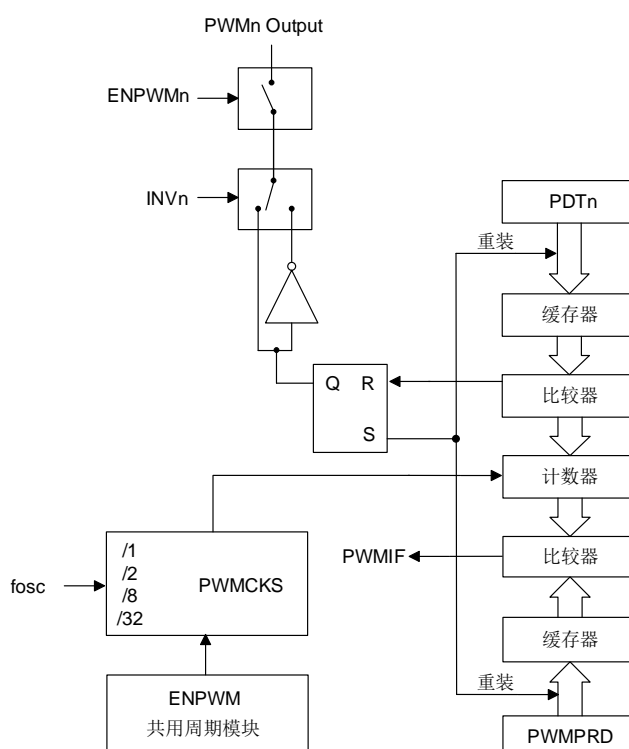 PWMn Output
ENPWMn
INVn
PDTn
重装
缓存器
Q R
S
比较器
计数器
/1
/2
/8
/32
PWMCKS
fosc
PWMIF
比较器
缓存器
重装
ENPWM
共用周期模块
PWMPRD